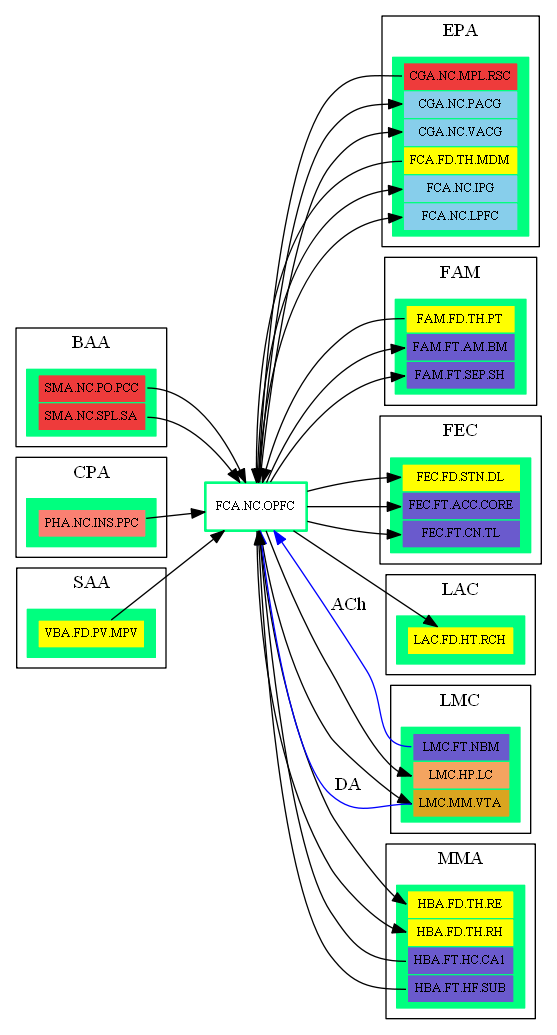 EPA
CGA.NC.MPL.RSC
CGA.NC.PACG
CGA.NC.VACG
FCA.FD.TH.MDM
FCA.NC.IPG
FCA.NC.LPFC
FAM
FAM.FD.TH.PT
FAM.FT.AM.BM
FAM.FT.SEP.SH
BAA
SMA.NC.PO.PCC
SMA.NC.SPL.SA
CPA
PHA.NC.INS.PPC
SAA
VBA.FD.PV.MPV
FCA.NC.OPFC
FEC
FEC.FD.STN.DL
FEC.FT.ACC.CORE
FEC.FT.CN.TL
LAC
LAC.FD.HT.RCH
ACh
LMC
LMC.FT.NBM
LMC.HP.LC
LMC.MM.VTA
DA
MMA
HBA.FD.TH.RE
HBA.FD.TH.RH
HBA.FT.HC.CA1
HBA.FT.HF.SUB